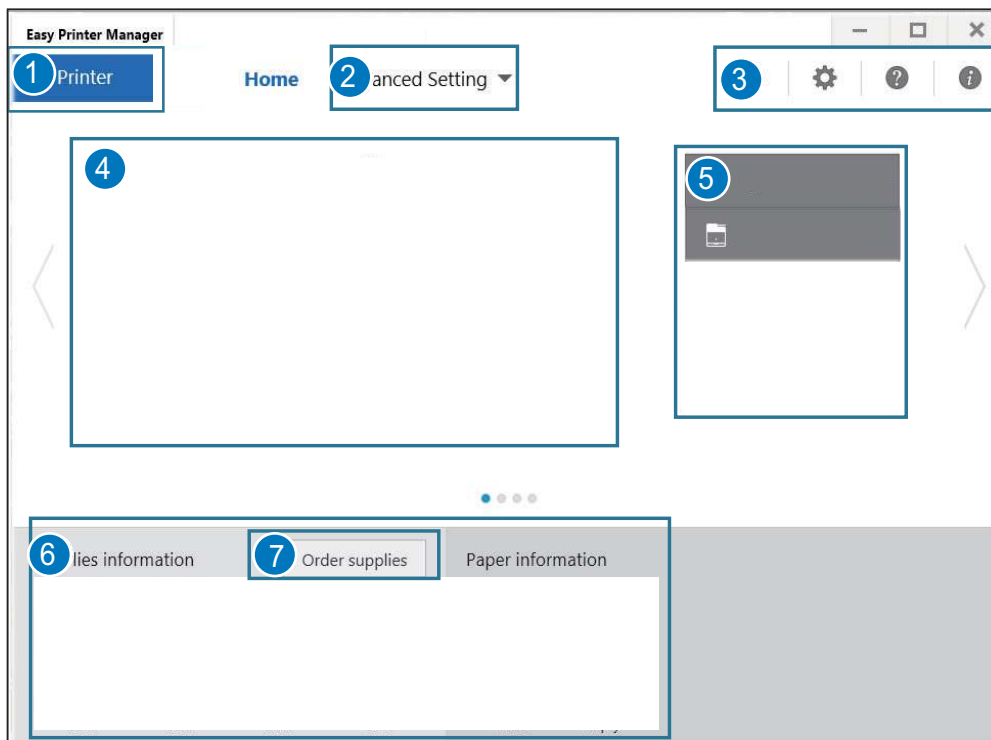 Easy Printer Manager
1 Printer Home 2 anced Setting 3 ? i
4
5
6 lies information 7 Order supplies Paper information